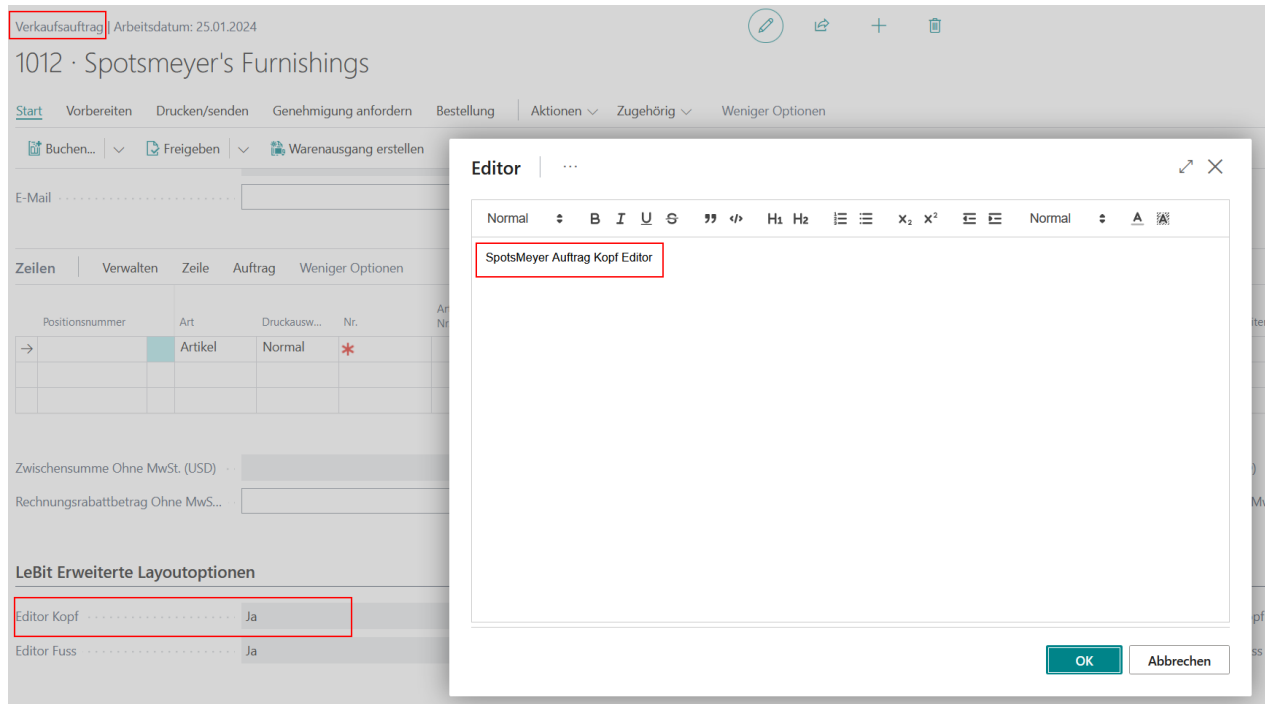 Verkaufsauftrag | Arbeitsdatum: 25.01.2024
1012 · Spotsmeyer's Furnishings
Start Vorbereiten Drucken/senden Genehmigung anfordern Bestellung Aktionen Zugehörig Weniger Optionen
Buchen... Freigeben Warenausgang erstellen
Editor ...
E-Mail
Normal B I U S H1 H2 X2 X2 Normal A A
SpotsMeyer Auftrag Kopf Editor
Zeilen Verwalten Zeile Auftrag Weniger Optionen
Positionsnummer Art Druckausw... Nr.
Artikel Normal
Zwischensumme Ohne MwSt. (USD)
Rechnungsrabattbetrag Ohne MwS...
LeBit Erweiterte Layoutoptionen
Editor Kopf Ja
Editor Fuss Ja
OK Abbrechen